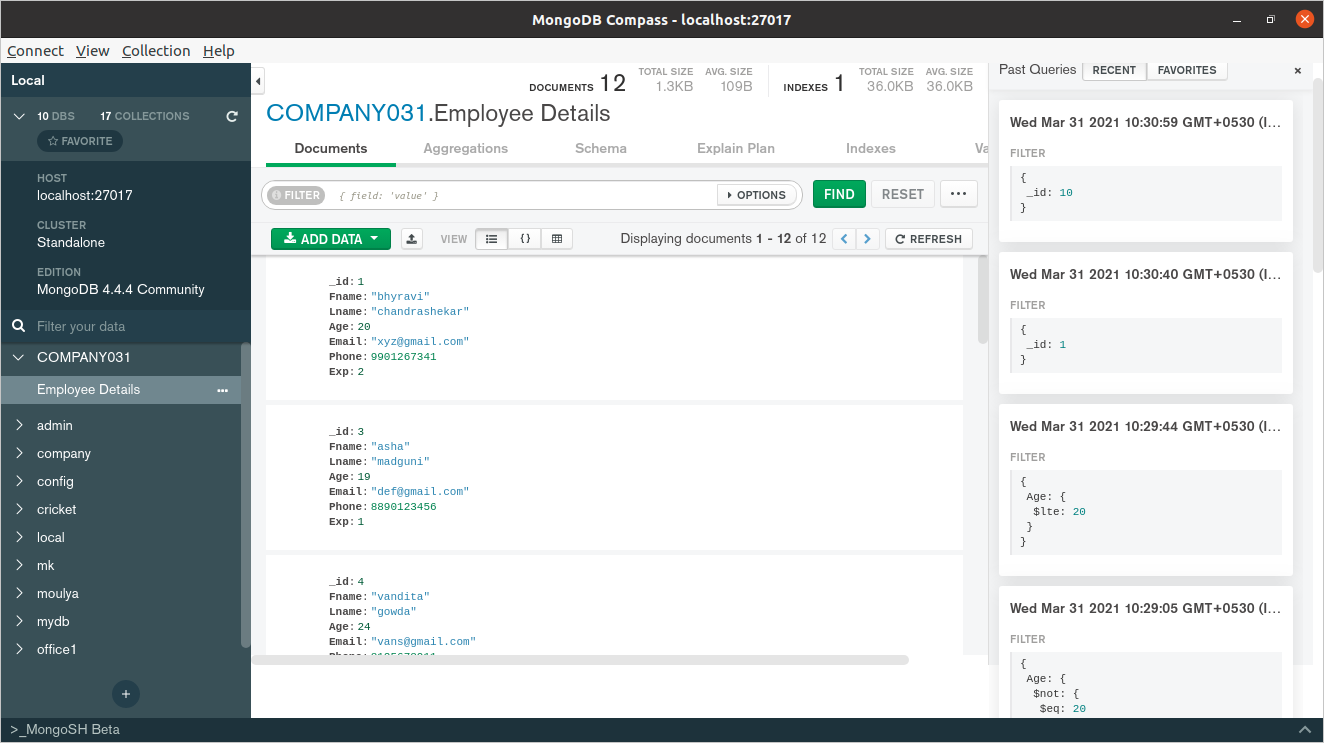 MongoDB Compass - localhost:27017
Connect View Collection Help
Local
10 DBS 17 COLLECTIONS
FAVORITE
HOST
localhost:27017
CLUSTER
Standalone
EDITION
MongoDB 4.4.4 Community
Filter your data
COMPANY031
Employee Details
admin
company
config
cricket
local
mk
moulya
mydb
office1
>_MongoSH Beta
DOCUMENTS 12 TOTAL SIZE 1.3KB AVG. SIZE 109B INDEXES 1 TOTAL SIZE 36.0KB AVG. SIZE 36.0KB
COMPANY031.Employee Details
Documents Aggregations Schema Explain Plan Indexes Va
FILTER { field: 'value' } OPTIONS FIND RESET ...
ADD DATA VIEW {} Displaying documents 1 - 12 of 12 REFRESH
_id: 1
Fname: "bhyravi"
Lname: "chandrashekar"
Age: 20
Email: "xyz@gmail.com"
Phone: 9901267341
Exp: 2
_id: 3
Fname: "asha"
Lname: "madguni"
Age: 19
Email: "def@gmail.com"
Phone: 8890123456
Exp: 1
_id: 4
Fname: "vandita"
Lname: "gowda"
Age: 24
Email: "vans@gmail.com"
Past Queries RECENT FAVORITES
Wed Mar 31 2021 10:30:59 GMT+0530 (I...
FILTER
{
_id: 10
}
Wed Mar 31 2021 10:30:40 GMT+0530 (I...
FILTER
{
_id: 1
}
Wed Mar 31 2021 10:29:44 GMT+0530 (I...
FILTER
{
Age: {
$lte: 20
}
}
Wed Mar 31 2021 10:29:05 GMT+0530 (I...
FILTER
{
Age: {
$not: {
$eq: 20